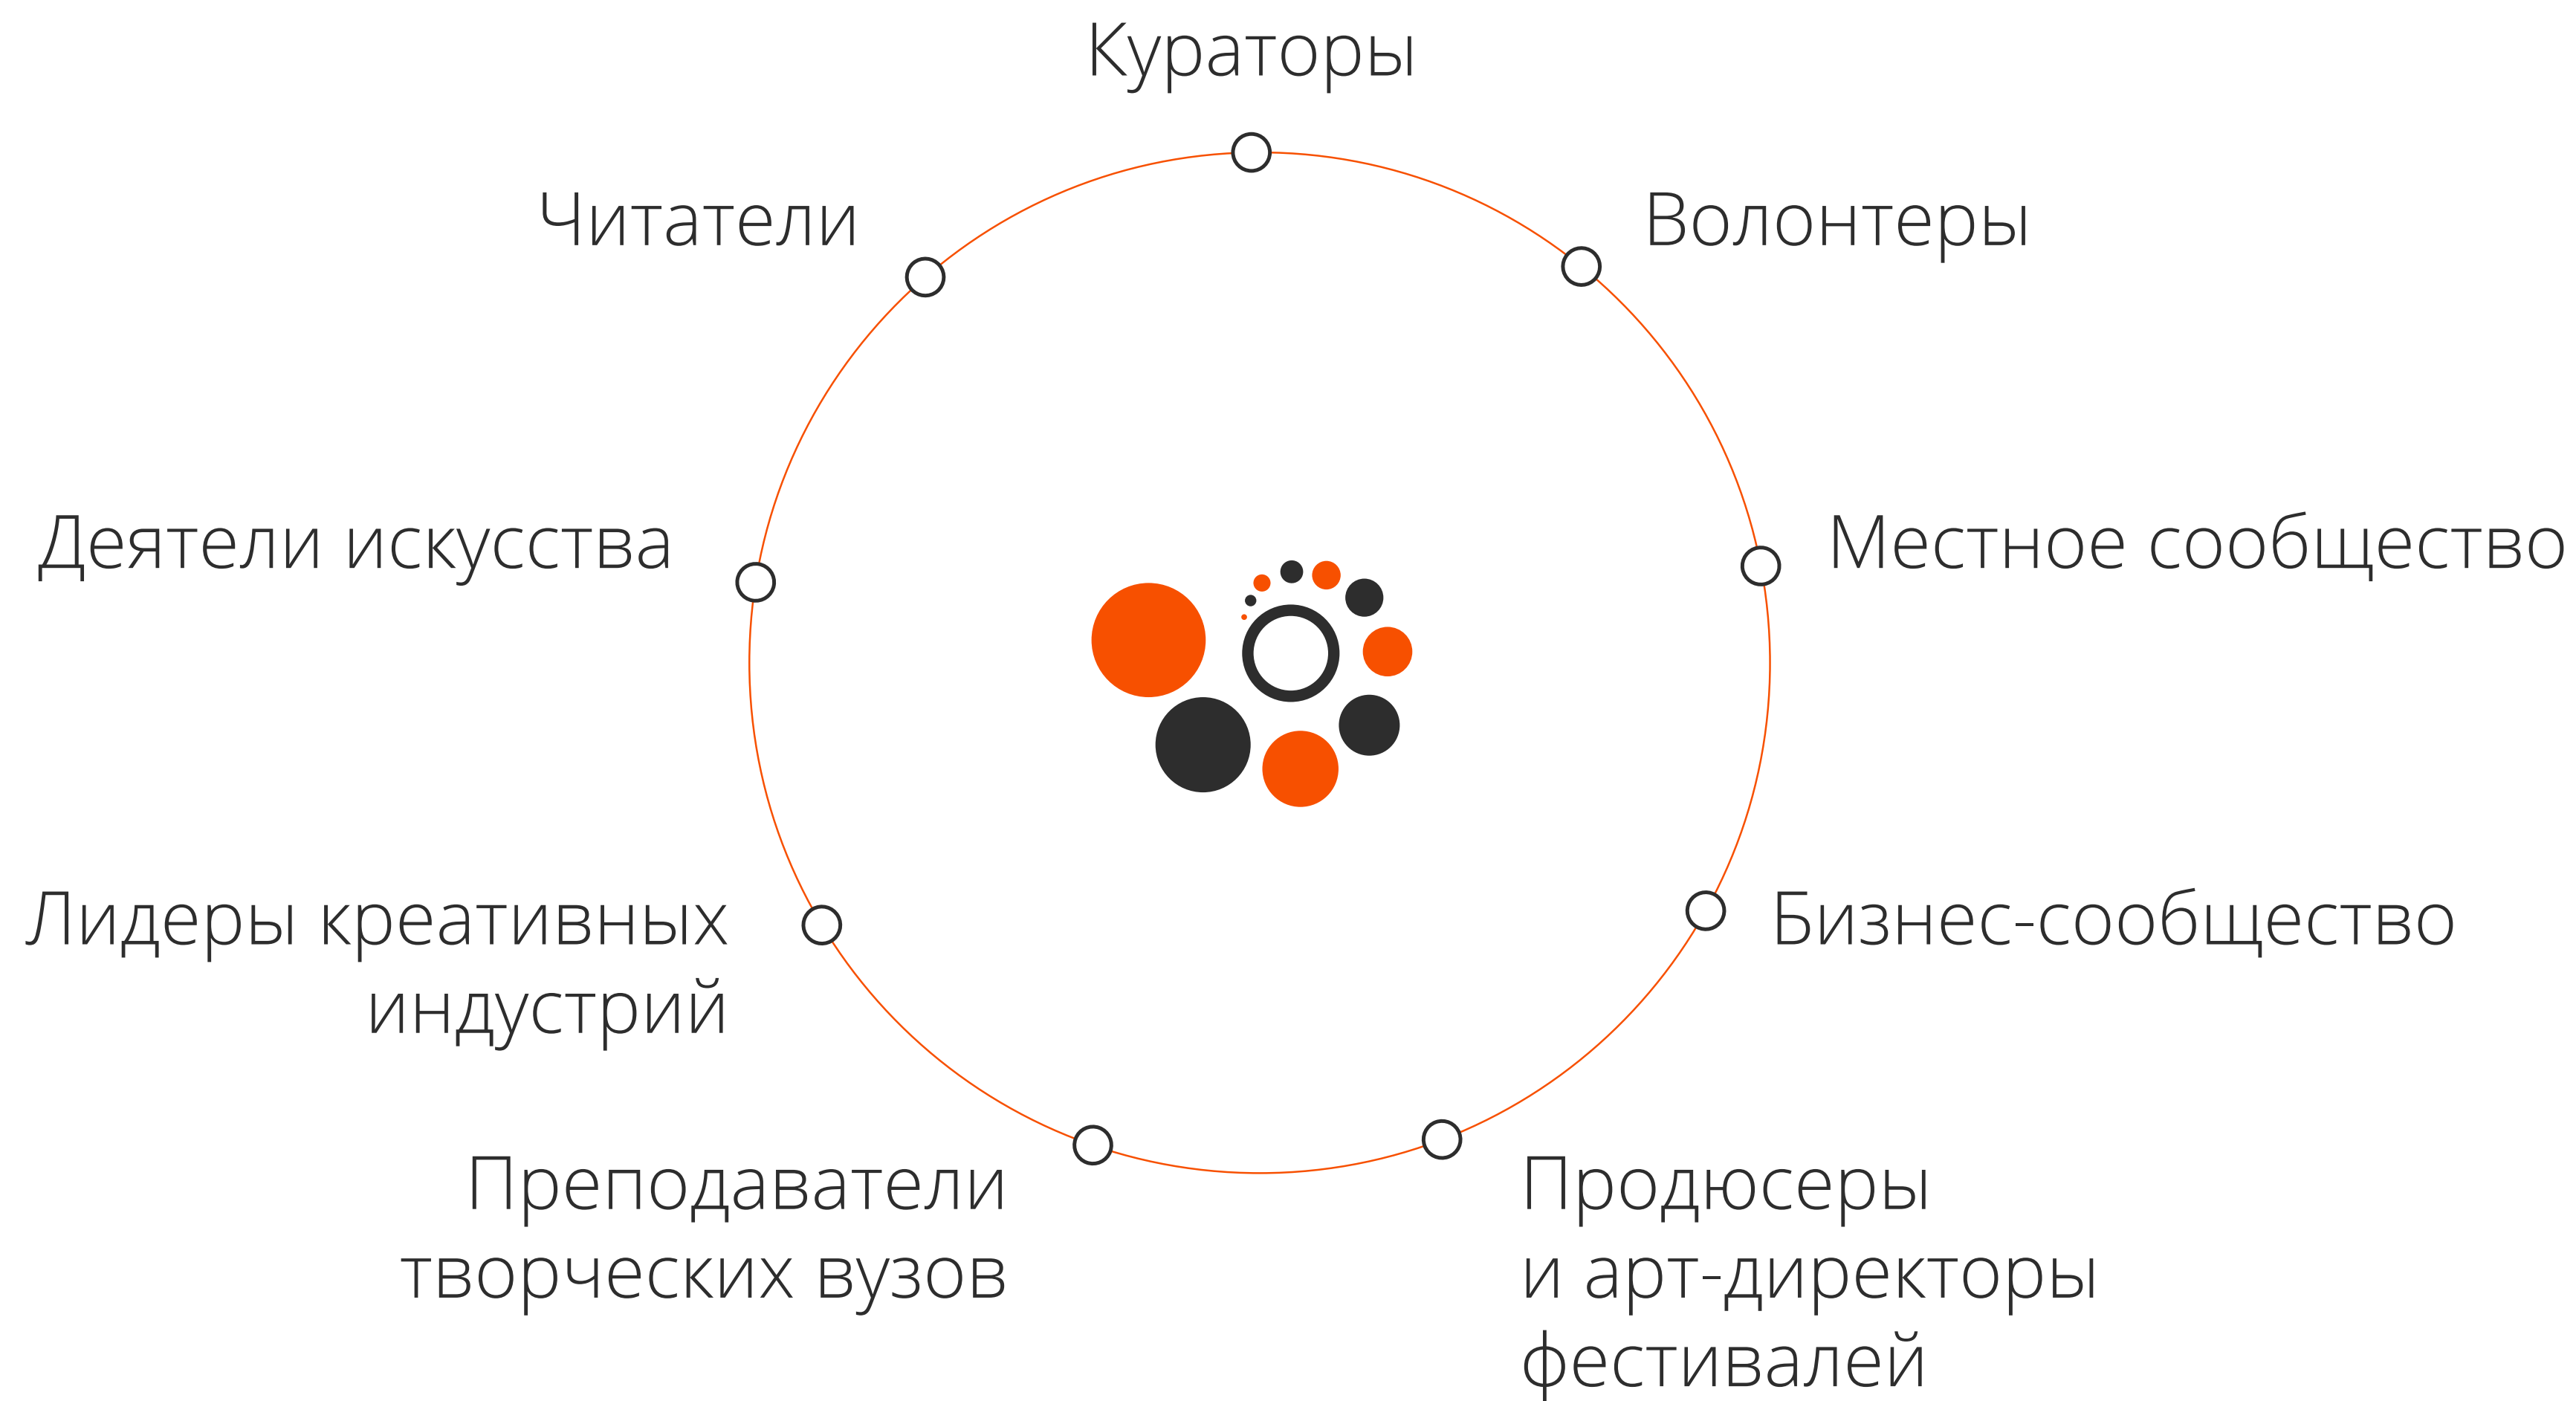 Кураторы
Читатели
Волонтеры
Деятели искусства
Местное сообщество
Лидеры креативных
индустрий
Бизнес-сообщество
Преподаватели
творческих вузов
Продюсеры
и арт-директоры
фестивалей